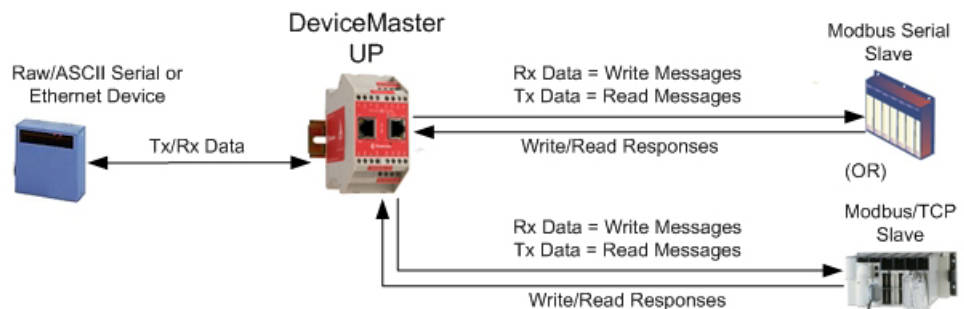 DeviceMaster
UP
Raw/ASCII Serial or
Ethernet Device
Tx/Rx Data
Rx Data = Write Messages
Tx Data = Read Messages
Write/Read Responses
Modbus Serial
Slave
(OR)
Rx Data = Write Messages
Tx Data = Read Messages
Write/Read Responses
Modbus/TCP
Slave